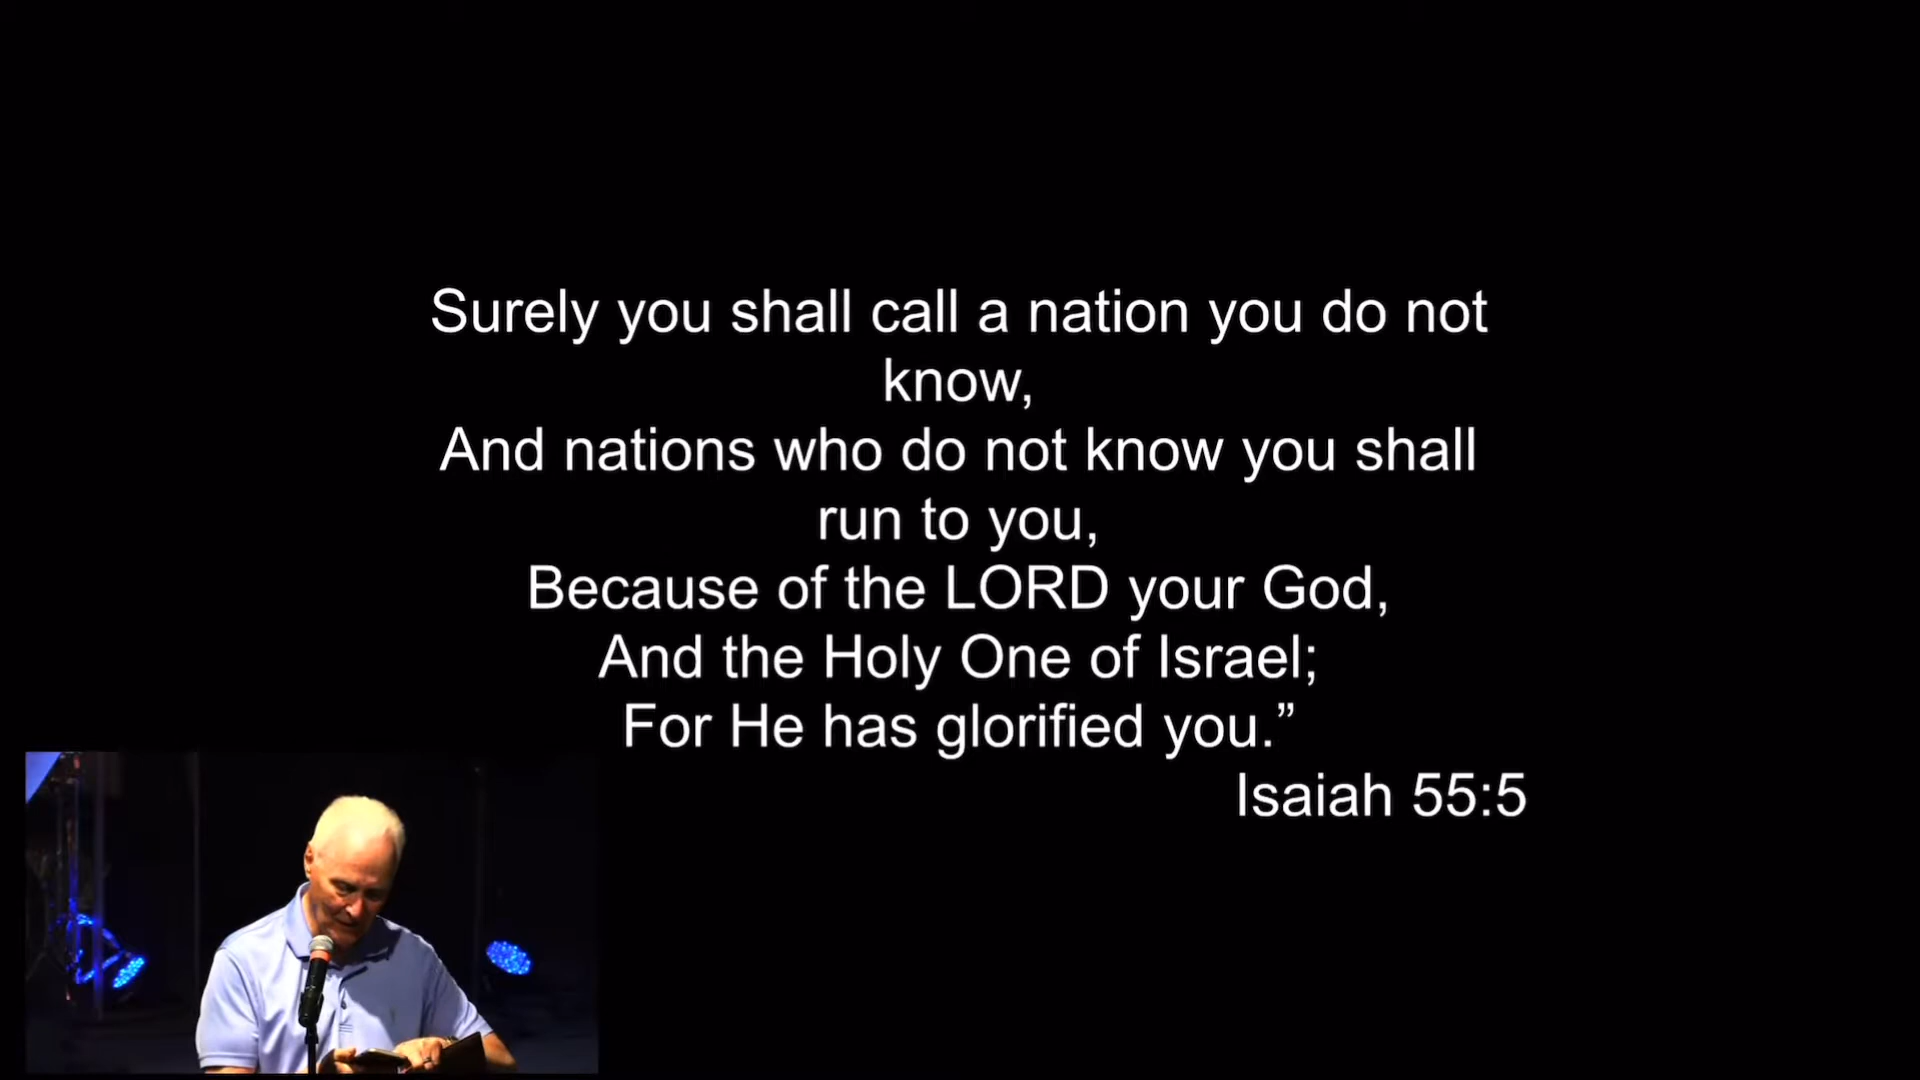 Surely you shall call a nation you do not
know,
And nations who do not know you shall
run to you,
Because of the LORD your God,
And the Holy One of Israel;
For He has glorified you.”
Isaiah 55:5